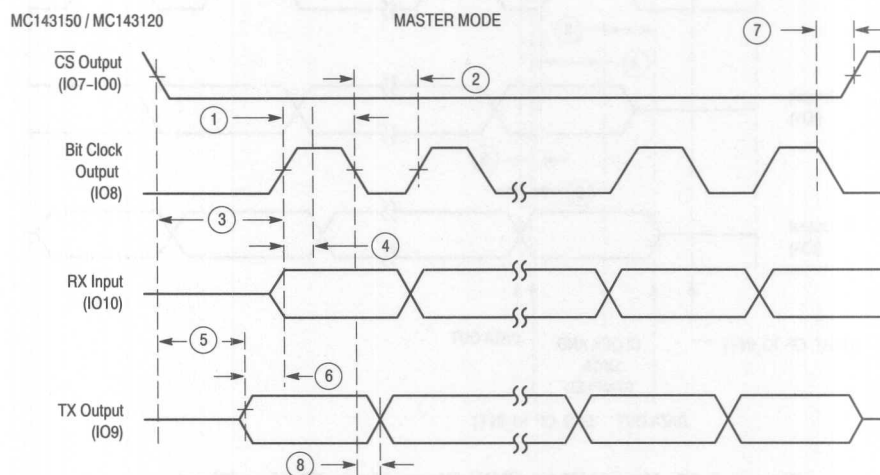 MC143150 / MC143120
MASTER MODE
7
CS Output
(IO7–IO0)
2
1
Bit Clock
Output
(IO8)
3
4
RX Input
(IO10)
5
6
TX Output
(IO9)
8